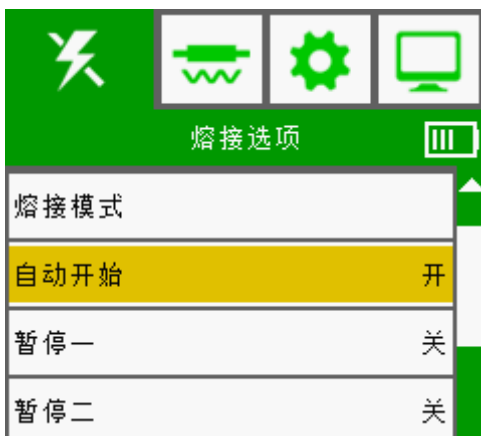 熔接选项
熔接模式
自动开始 开
暂停一 关
暂停二 关